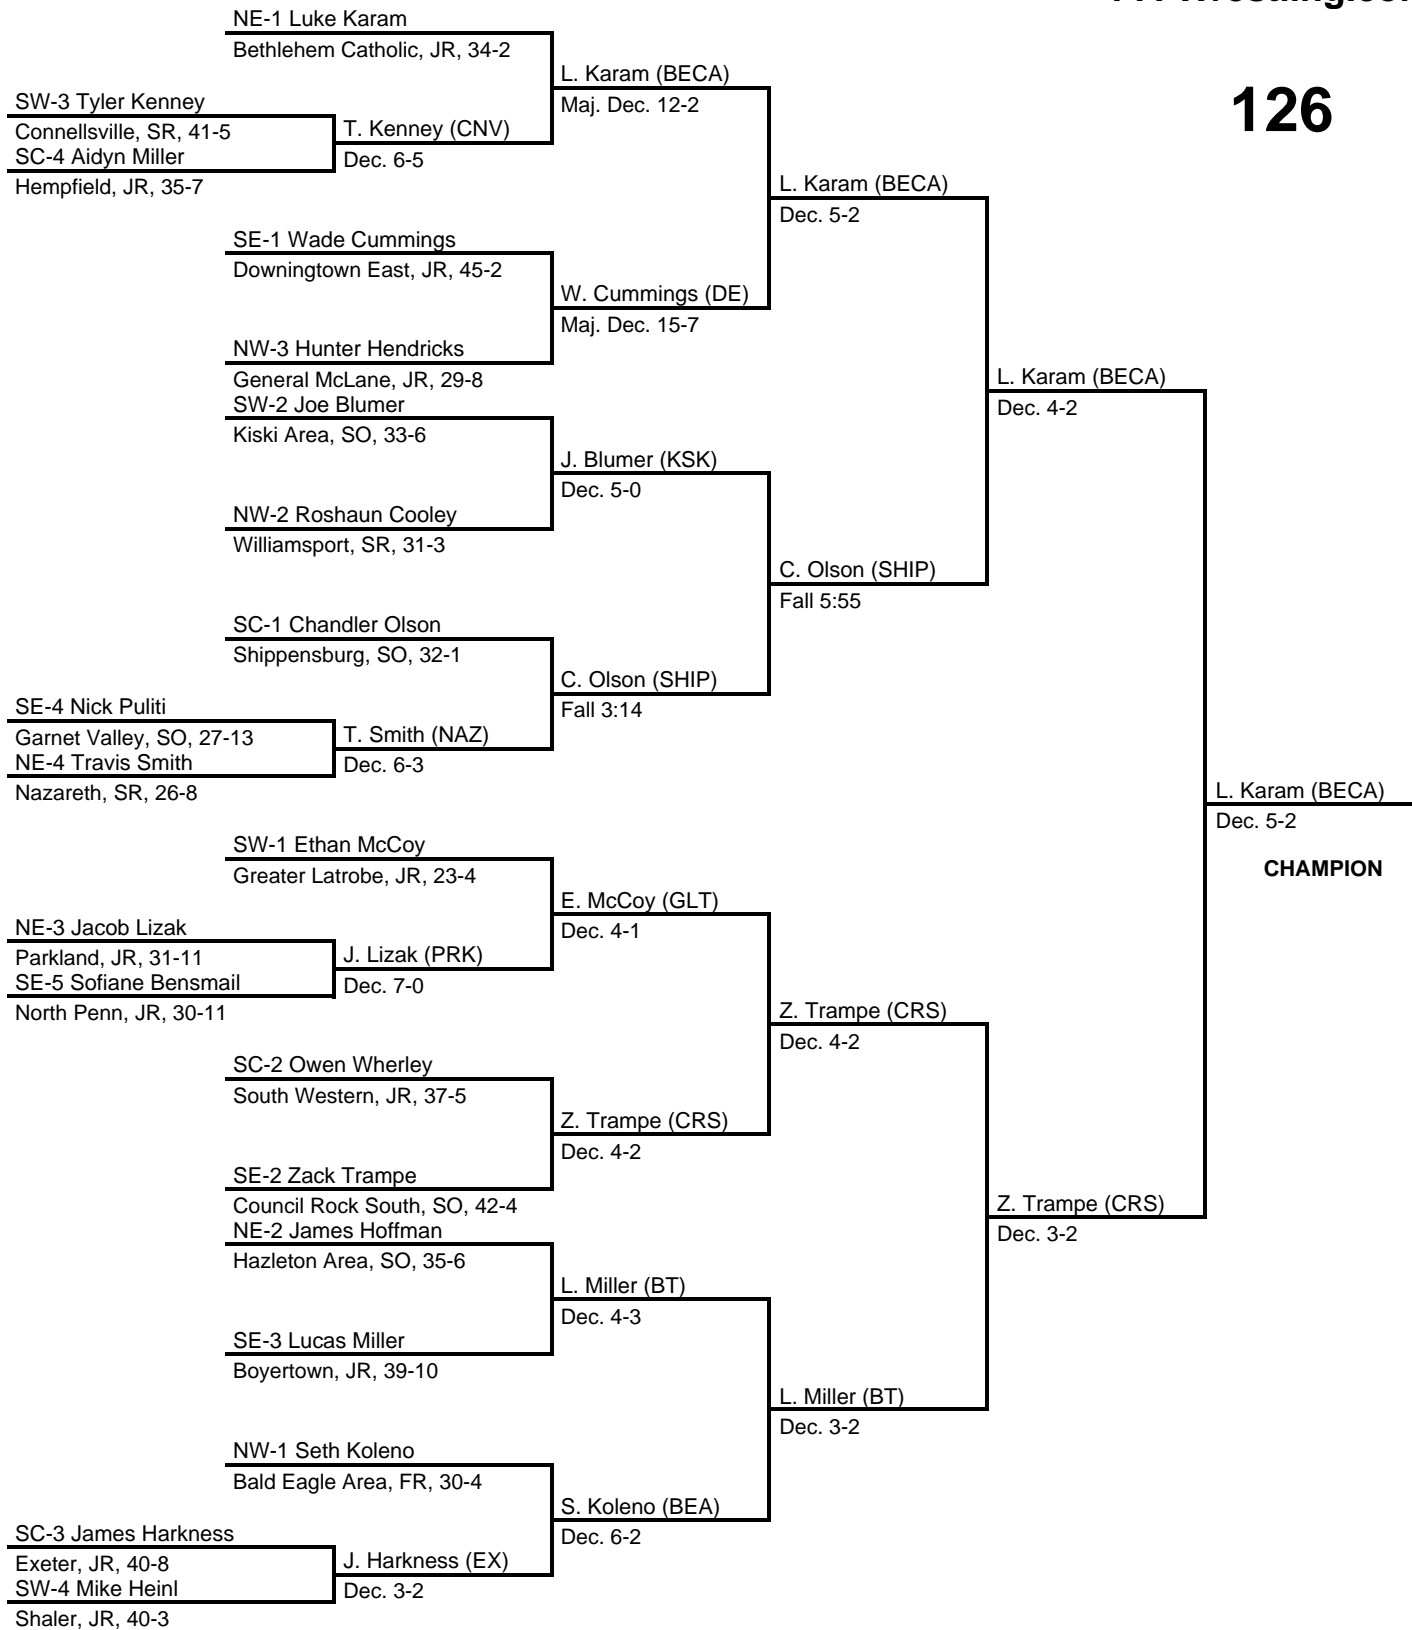 126
NE-1 Luke Karam
Bethlehem Catholic, JR, 34-2
L. Karam (BECA)
Maj. Dec. 12-2
SW-3 Tyler Kenney
Connellsville, SR, 41-5
SC-4 Aidyn Miller
Hempfield, JR, 35-7
T. Kenney (CNV)
Dec. 6-5
L. Karam (BECA)
Dec. 5-2
SE-1 Wade Cummings
Downingtown East, JR, 45-2
W. Cummings (DE)
Maj. Dec. 15-7
NW-3 Hunter Hendricks
General McLane, JR, 29-8
L. Karam (BECA)
Dec. 4-2
SW-2 Joe Blumer
Kiski Area, SO, 33-6
J. Blumer (KSK)
Dec. 5-0
NW-2 Roshaun Cooley
Williamsport, SR, 31-3
C. Olson (SHIP)
Fall 5:55
SC-1 Chandler Olson
Shippensburg, SO, 32-1
C. Olson (SHIP)
Fall 3:14
SE-4 Nick Puliti
Garnet Valley, SO, 27-13
NE-4 Travis Smith
Nazareth, SR, 26-8
T. Smith (NAZ)
Dec. 6-3
L. Karam (BECA)
Dec. 5-2
CHAMPION
SW-1 Ethan McCoy
Greater Latrobe, JR, 23-4
E. McCoy (GLT)
Dec. 4-1
NE-3 Jacob Lizak
Parkland, JR, 31-11
SE-5 Sofiane Bensmail
North Penn, JR, 30-11
J. Lizak (PRK)
Dec. 7-0
Z. Trampe (CRS)
Dec. 4-2
SC-2 Owen Wherley
South Western, JR, 37-5
Z. Trampe (CRS)
Dec. 4-2
SE-2 Zack Trampe
Council Rock South, SO, 42-4
Z. Trampe (CRS)
Dec. 3-2
NE-2 James Hoffman
Hazleton Area, SO, 35-6
L. Miller (BT)
Dec. 4-3
SE-3 Lucas Miller
Boyertown, JR, 39-10
L. Miller (BT)
Dec. 3-2
NW-1 Seth Koleno
Bald Eagle Area, FR, 30-4
S. Koleno (BEA)
Dec. 6-2
SC-3 James Harkness
Exeter, JR, 40-8
SW-4 Mike Heinl
Shaler, JR, 40-3
J. Harkness (EX)
Dec. 3-2